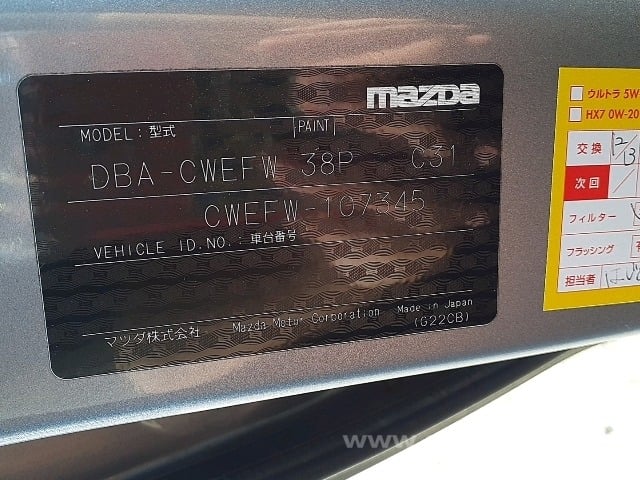 mazda
MODEL: 型式 PAINT
DBA-CWEFW 38P C31
CWEFW-107345
VEHICLE ID.NO.: 車台番号
マツダ株式会社 Mazda Motor Corporation Made in Japan
(G22CB)
ウルトラ 5W-
HX7 0W-20
交換 12/31
次回
フィルター
フラッシング
担当者
www.